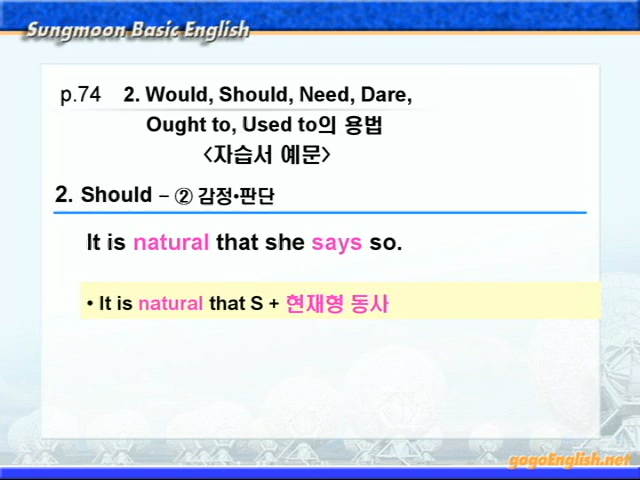 Sungmoon Basic English
p.74 2. Would, Should, Need, Dare,
Ought to, Used to의 용법
<자습서 예문>
2. Should – ② 감정•판단
It is natural that she says so.
• It is natural that S + 현재형 동사
gogoEnglish.net